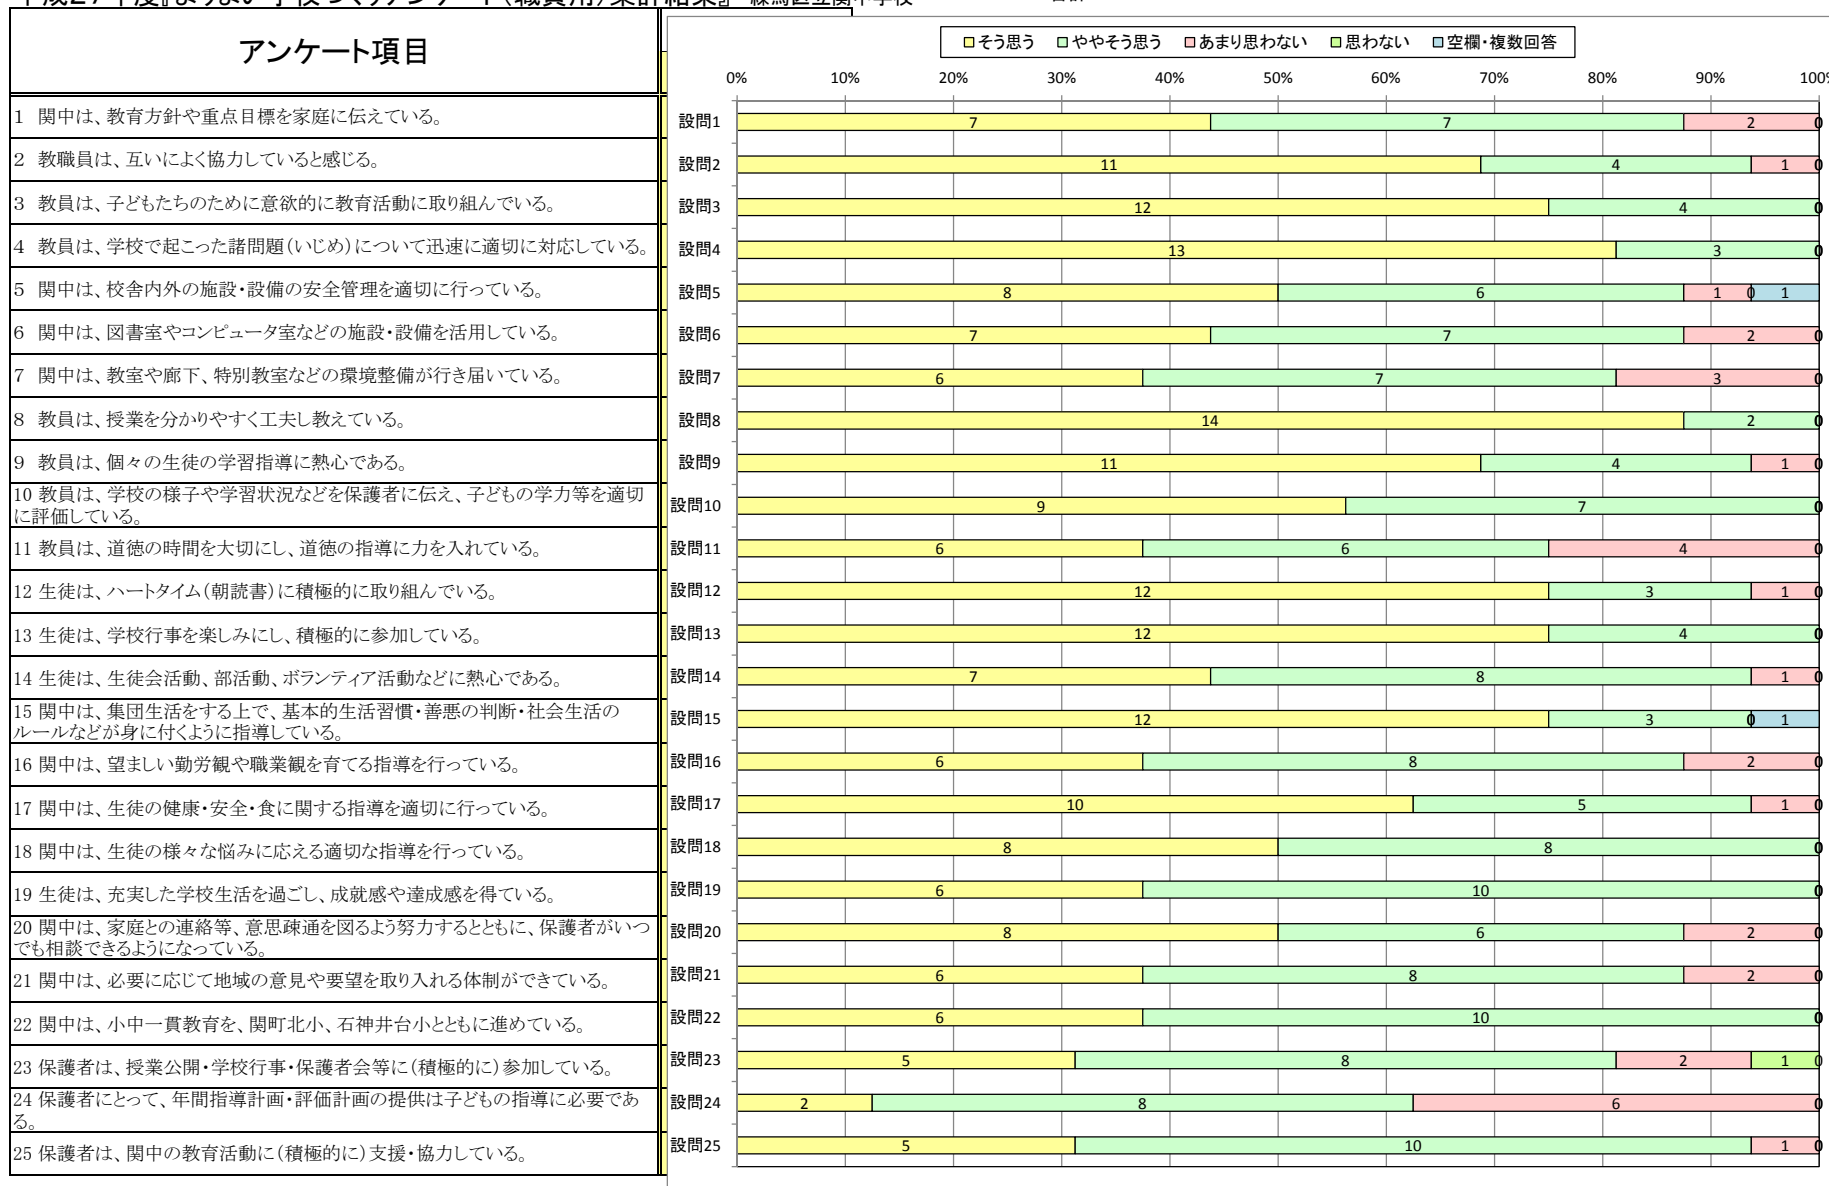 アンケート項目
そう思う ややそう思う あまり思わない 思わない 空欄・複数回答
0% 10% 20% 30% 40% 50% 60% 70% 80% 90% 100%
1 関中は、教育方針や重点目標を家庭に伝えている。
設問1 7 7 2 0
2 教職員は、互いによく協力していると感じる。
設問2 11 4 1 0
3 教員は、子どもたちのために意欲的に教育活動に取り組んでいる。
設問3 12 4 0
4 教員は、学校で起こった諸問題(いじめ)について迅速に適切に対応している。
設問4 13 3 0
5 関中は、校舎内外の施設・設備の安全管理を適切に行っている。
設問5 8 6 1 0 1
6 関中は、図書室やコンピュータ室などの施設・設備を活用している。
設問6 7 7 2 0
7 関中は、教室や廊下、特別教室などの環境整備が行き届いている。
設問7 6 7 3 0
8 教員は、授業を分かりやすく工夫し教えている。
設問8 14 2 0
9 教員は、個々の生徒の学習指導に熱心である。
設問9 11 4 1 0
10 教員は、学校の様子や学習状況などを保護者に伝え、子どもの学力等を適切
に評価している。
設問10 9 7 0
11 教員は、道徳の時間を大切にし、道徳の指導に力を入れている。
設問11 6 6 4 0
12 生徒は、ハートタイム(朝読書)に積極的に取り組んでいる。
設問12 12 3 1 0
13 生徒は、学校行事を楽しみにし、積極的に参加している。
設問13 12 4 0
14 生徒は、生徒会活動、部活動、ボランティア活動などに熱心である。
設問14 7 8 1 0
15 関中は、集団生活をする上で、基本的生活習慣・善悪の判断・社会生活の
ルールなどが身に付くように指導している。
設問15 12 3 0 1
16 関中は、望ましい勤労観や職業観を育てる指導を行っている。
設問16 6 8 2 0
17 関中は、生徒の健康・安全・食に関する指導を適切に行っている。
設問17 10 5 1 0
18 関中は、生徒の様々な悩みに応える適切な指導を行っている。
設問18 8 8 0
19 生徒は、充実した学校生活を過ごし、成就感や達成感を得ている。
設問19 6 10 0
20 関中は、家庭との連絡等、意思疎通を図るよう努力するとともに、保護者がいつ
でも相談できるようになっている。
設問20 8 6 2 0
21 関中は、必要に応じて地域の意見や要望を取り入れる体制ができている。
設問21 6 8 2 0
22 関中は、小中一貫教育を、関町北小、石神井台小とともに進めている。
設問22 6 10 0
23 保護者は、授業公開・学校行事・保護者会等に(積極的に)参加している。
設問23 5 8 2 1 0
24 保護者にとって、年間指導計画・評価計画の提供は子どもの指導に必要であ
る。
設問24 2 8 6 0
25 保護者は、関中の教育活動に(積極的に)支援・協力している。
設問25 5 10 1 0